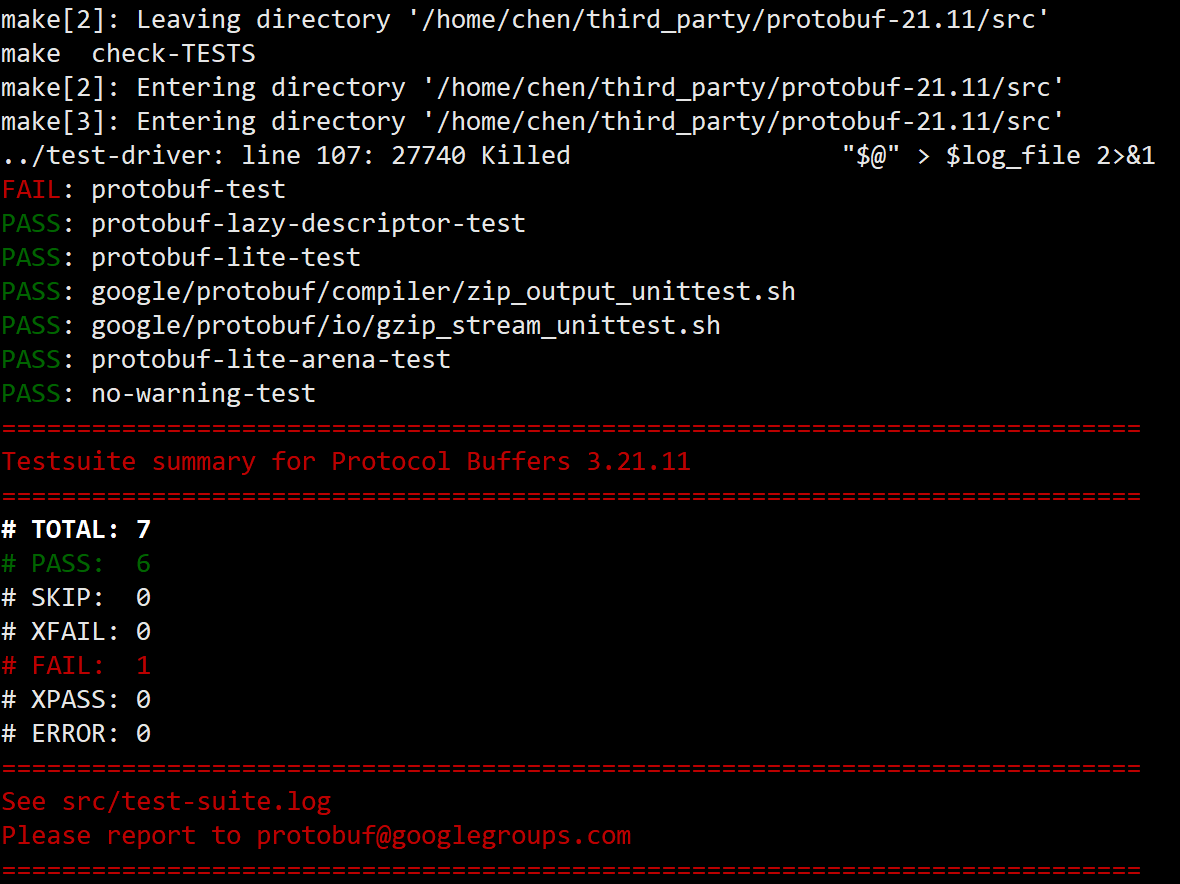 make[2]: Leaving directory '/home/chen/third_party/protobuf-21.11/src'
make  check-TESTS
make[2]: Entering directory '/home/chen/third_party/protobuf-21.11/src'
make[3]: Entering directory '/home/chen/third_party/protobuf-21.11/src'
../test-driver: line 107: 27740 Killed                  "$@" > $log_file 2>&1
FAIL: protobuf-test
PASS: protobuf-lazy-descriptor-test
PASS: protobuf-lite-test
PASS: google/protobuf/compiler/zip_output_unittest.sh
PASS: google/protobuf/io/gzip_stream_unittest.sh
PASS: protobuf-lite-arena-test
PASS: no-warning-test
============================================================================
Testsuite summary for Protocol Buffers 3.21.11
============================================================================
# TOTAL: 7
# PASS:  6
# SKIP:  0
# XFAIL: 0
# FAIL:  1
# XPASS: 0
# ERROR: 0
============================================================================
See src/test-suite.log
Please report to protobuf@googlegroups.com
============================================================================